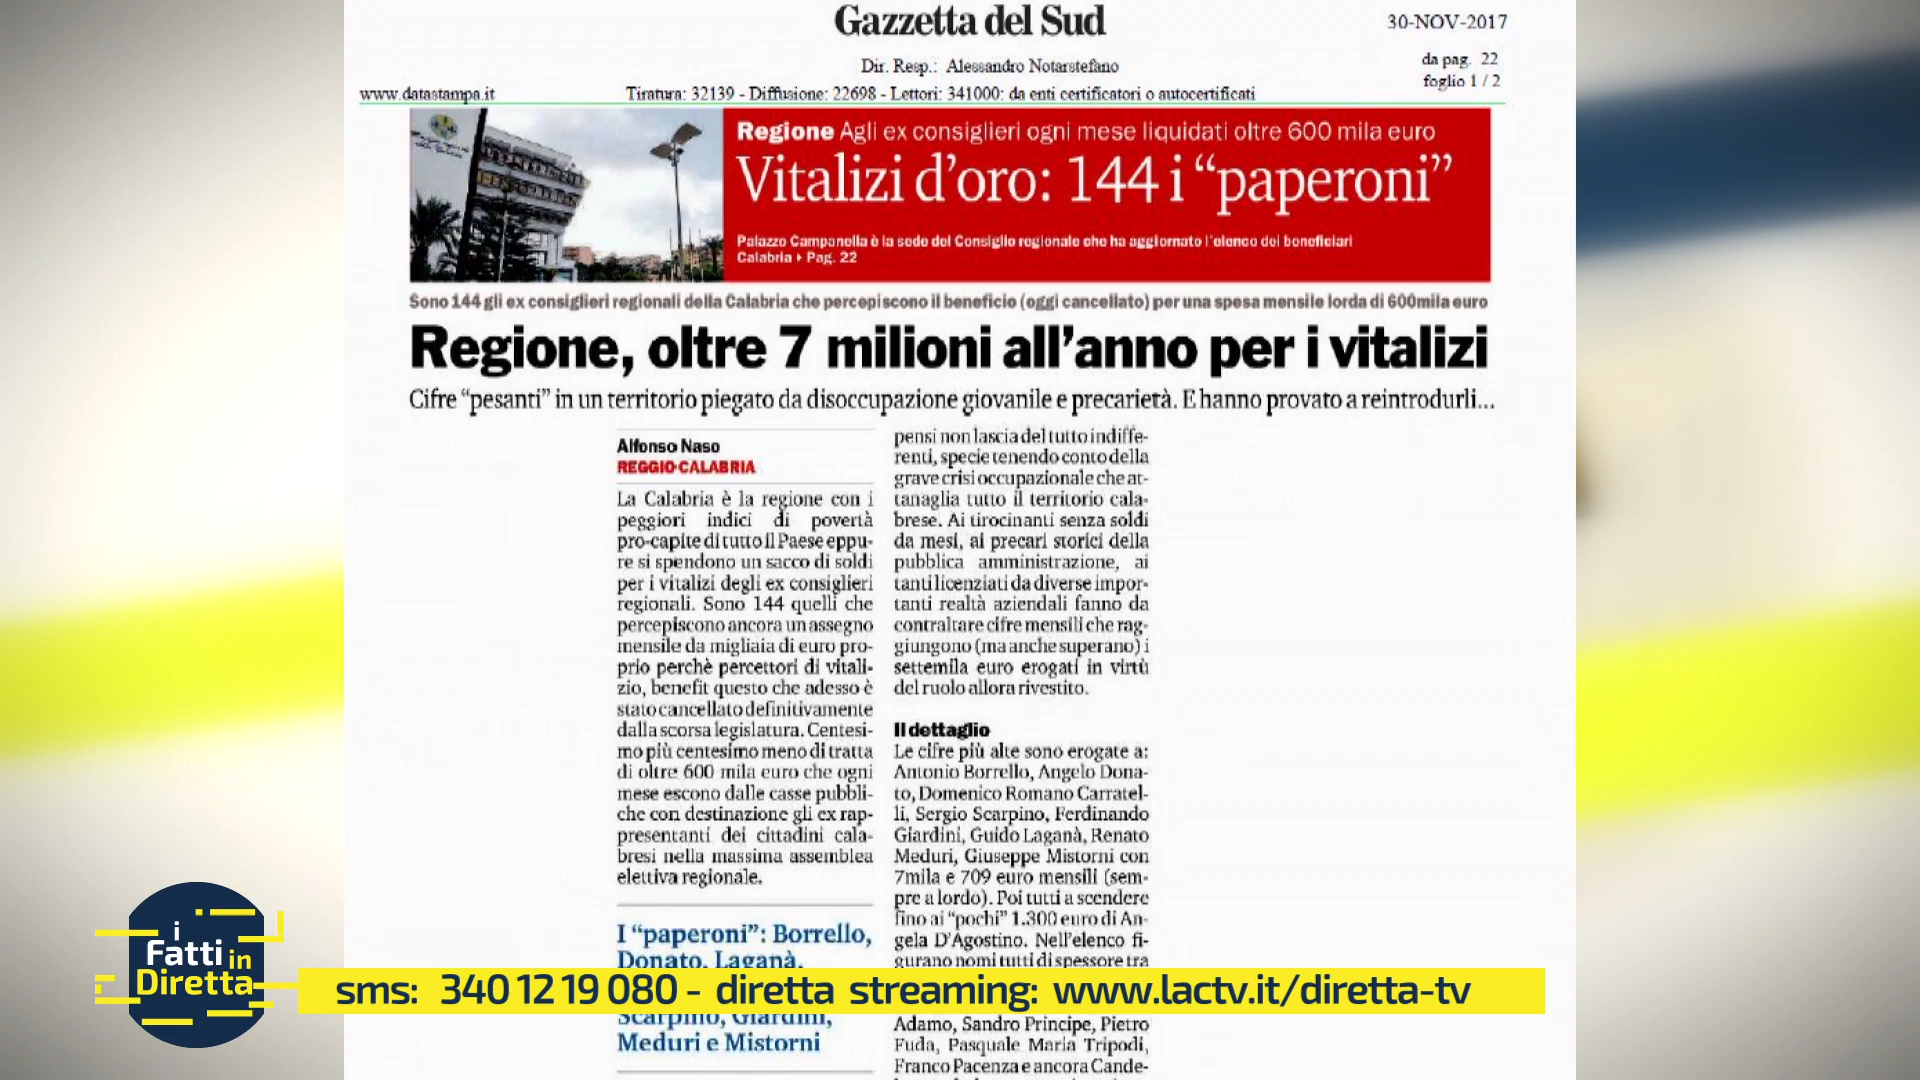 Gazzetta del Sud
30-NOV-2017
Dir. Resp.: Alessandro Notarstefano
da pag. 22
foglio 1 / 2
www.datastampa.it
Tiratura: 32139 - Diffusione: 22698 - Lettori: 341000: da enti certificatori o autocertificati
Regione Agli ex consiglieri ogni mese liquidati oltre 600 mila euro
Vitalizi d'oro: 144 i “paperoni”
Palazzo Campanella è la sede del Consiglio regionale che ha aggiornato l'elenco dei beneficiari
Calabria Pag. 22
Sono 144 gli ex consiglieri regionali della Calabria che percepiscono il beneficio (oggi cancellato) per una spesa mensile lorda di 600mila euro
Regione, oltre 7 milioni all'anno per i vitalizi
Cifre “pesanti” in un territorio piegato da disoccupazione giovanile e precarietà. E hanno provato a reintrodurli...
Alfonso Naso
REGGIO CALABRIA
La Calabria è la regione con i
peggiori indici di povertà
pro-capite di tutto il Paese eppu-
re si spendono un sacco di soldi
per i vitalizi degli ex consiglieri
regionali. Sono 144 quelli che
percepiscono ancora un assegno
mensile da migliaia di euro pro-
prio perchè percettori di vitali-
zio, benefit questo che adesso è
stato cancellato definitivamente
dalla scorsa legislatura. Centesi-
mo più centesimo meno di tratta
di oltre 600 mila euro che ogni
mese escono dalle casse pubbli-
che con destinazione gli ex rap-
presentanti dei cittadini cala-
bresi nella massima assemblea
elettiva regionale.
I “paperoni”: Borrello,
Donato, Laganà,
Scarpino, Giardini,
Meduri e Mistorni
pensi non lascia del tutto indiffe-
renti, specie tenendo conto della
grave crisi occupazionale che at-
tanaglia tutto il territorio cala-
brese. Ai tirocinanti senza soldi
da mesi, ai precari storici della
pubblica amministrazione, ai
tanti licenziati da diverse impor-
tanti realtà aziendali fanno da
contraltare cifre mensili che rag-
giungono (ma anche superano) i
settemila euro erogati in virtù
del ruolo allora rivestito.
Il dettaglio
Le cifre più alte sono erogate a:
Antonio Borrello, Angelo Dona-
to, Domenico Romano Carratel-
li, Sergio Scarpino, Ferdinando
Giardini, Guido Laganà, Renato
Meduri, Giuseppe Mistorni con
7mila e 709 euro mensili (sem-
pre a lordo). Poi tutti a scendere
fino ai “pochi” 1.300 euro di An-
gela D'Agostino. Nell'elenco fi-
gurano nomi tutti di spessore tra
Adamo, Sandro Principe, Pietro
Fuda, Pasquale Maria Tripodi,
Franco Pacenza e ancora Cande-
i
Fatti in
Diretta
sms: 340 12 19 080 - diretta streaming: www.lactv.it/diretta-tv